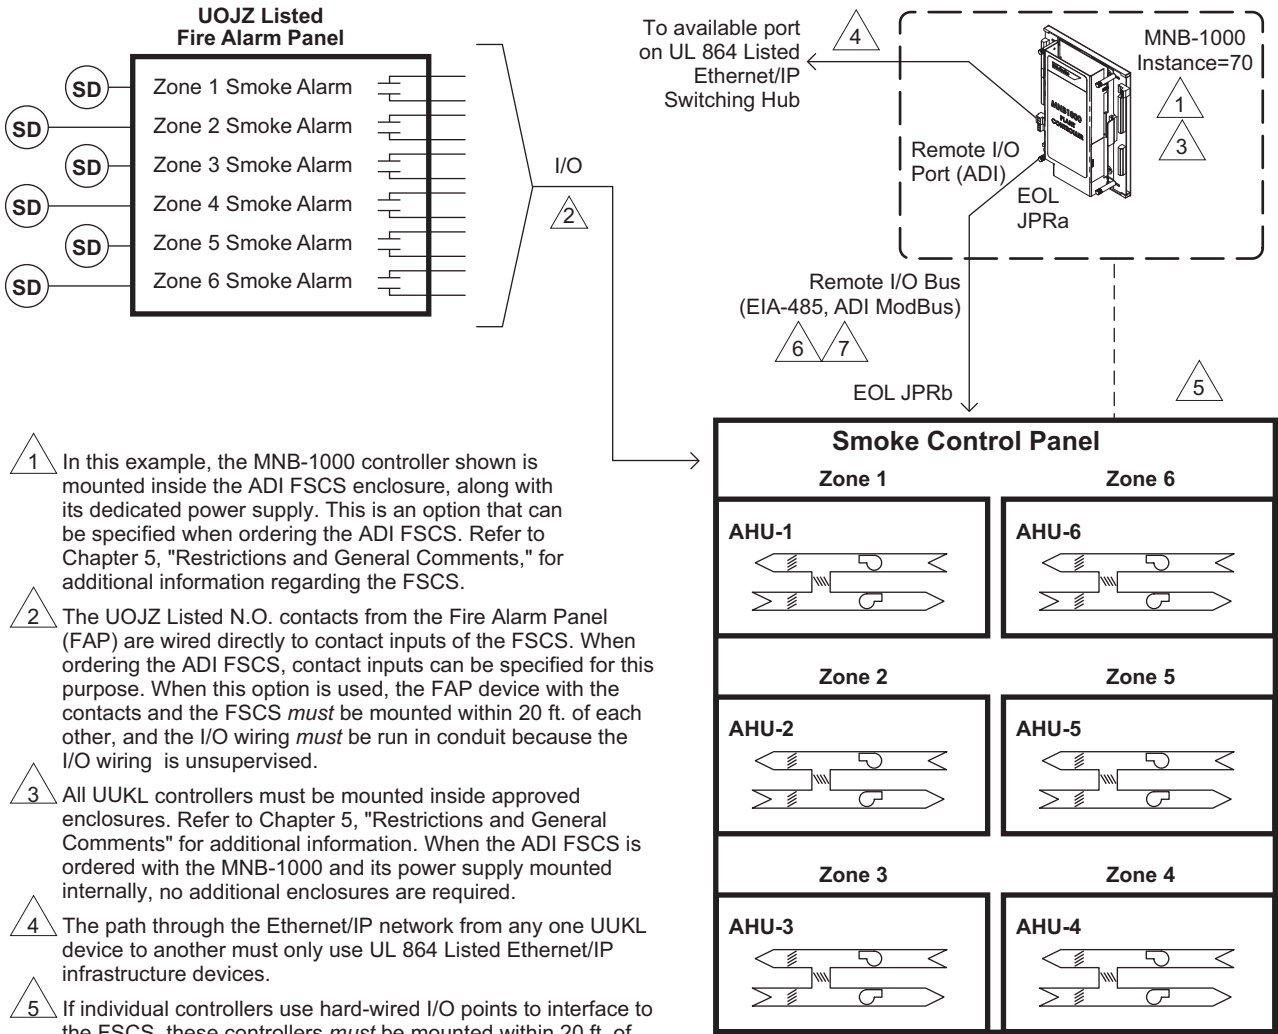 UOJZ Listed
Fire Alarm Panel
SD
Zone 1 Smoke Alarm
SD
Zone 2 Smoke Alarm
SD
Zone 3 Smoke Alarm
SD
Zone 4 Smoke Alarm
SD
Zone 5 Smoke Alarm
SD
Zone 6 Smoke Alarm
I/O
2
To available port
on UL 864 Listed
Ethernet/IP
Switching Hub
4
MNB-1000
Instance=70
1
3
MNB1000
PLANT
CONTROLLER
Remote I/O
Port (ADI)
EOL
JPRa
Remote I/O Bus
(EIA-485, ADI ModBus)
6
7
EOL JPRb
5
1 In this example, the MNB-1000 controller shown is
mounted inside the ADI FSCS enclosure, along with
its dedicated power supply. This is an option that can
be specified when ordering the ADI FSCS. Refer to
Chapter 5, "Restrictions and General Comments," for
additional information regarding the FSCS.
2 The UOJZ Listed N.O. contacts from the Fire Alarm Panel
(FAP) are wired directly to contact inputs of the FSCS. When
ordering the ADI FSCS, contact inputs can be specified for this
purpose. When this option is used, the FAP device with the
contacts and the FSCS must be mounted within 20 ft. of each
other, and the I/O wiring must be run in conduit because the
I/O wiring is unsupervised.
3 All UUKL controllers must be mounted inside approved
enclosures. Refer to Chapter 5, "Restrictions and General
Comments" for additional information. When the ADI FSCS is
ordered with the MNB-1000 and its power supply mounted
internally, no additional enclosures are required.
4 The path through the Ethernet/IP network from any one UUKL
device to another must only use UL 864 Listed Ethernet/IP
infrastructure devices.
5 If individual controllers use hard-wired I/O points to interface to
the FSCS, these controllers must be mounted within 20 ft. of
Smoke Control Panel
Zone 1
Zone 6
AHU-1
AHU-6
Zone 2
Zone 5
AHU-2
AHU-5
Zone 3
Zone 4
AHU-3
AHU-4